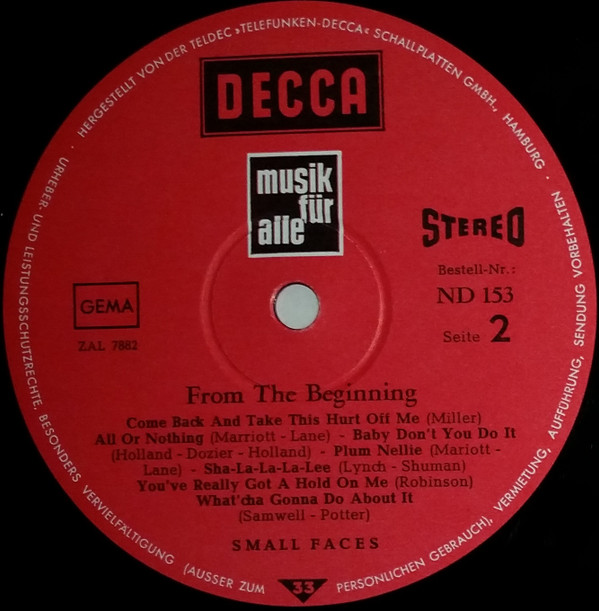 · HERGESTELLT VON DER TELDEC »TELEFUNKEN-DECCA« SCHALLPLATTEN GMBH., HAMBURG ·
DECCA
musik
für
alle
STEREO
Bestell-Nr.:
ND 153
Seite 2
GEMA
ZAL 7882
From The Beginning
Come Back And Take This Hurt Off Me (Miller)
All Or Nothing (Marriott - Lane) - Baby Don't You Do It
(Holland - Dozier - Holland) - Plum Nellie (Mariott -
Lane) - Sha-La-La-La-Lee (Lynch - Shuman)
You've Really Got A Hold On Me (Robinson)
What'cha Gonna Do About It
(Samwell - Potter)
SMALL FACES
33
URHEBER- UND LEISTUNGSSCHUTZRECHTE, BESONDERS VERVIELFÄLTIGUNG (AUSSER ZUM PERSÖNLICHEN GEBRAUCH), VERMIETUNG, AUFFÜHRUNG, SENDUNG VORBEHALTEN